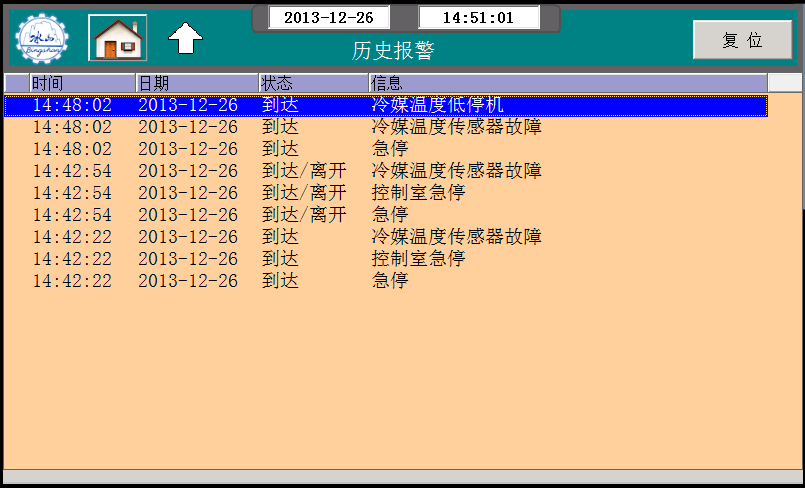 2013-12-26 14:51:01
冰山
Bingshan
历史报警
复 位
时间 日期 状态 信息
14:48:02 2013-12-26 到达 冷媒温度低停机
14:48:02 2013-12-26 到达 冷媒温度传感器故障
14:48:02 2013-12-26 到达 急停
14:42:54 2013-12-26 到达/离开 冷媒温度传感器故障
14:42:54 2013-12-26 到达/离开 控制室急停
14:42:54 2013-12-26 到达/离开 急停
14:42:22 2013-12-26 到达 冷媒温度传感器故障
14:42:22 2013-12-26 到达 控制室急停
14:42:22 2013-12-26 到达 急停